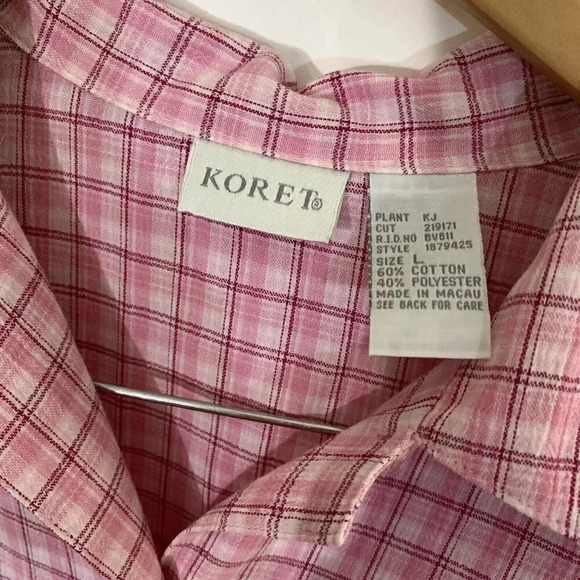 KORET®
PLANT KJ
CUT 219171
R.I.D.NO BV811
STYLE 1879425
SIZE L
60% COTTON
40% POLYESTER
MADE IN MACAU
SEE BACK FOR CARE